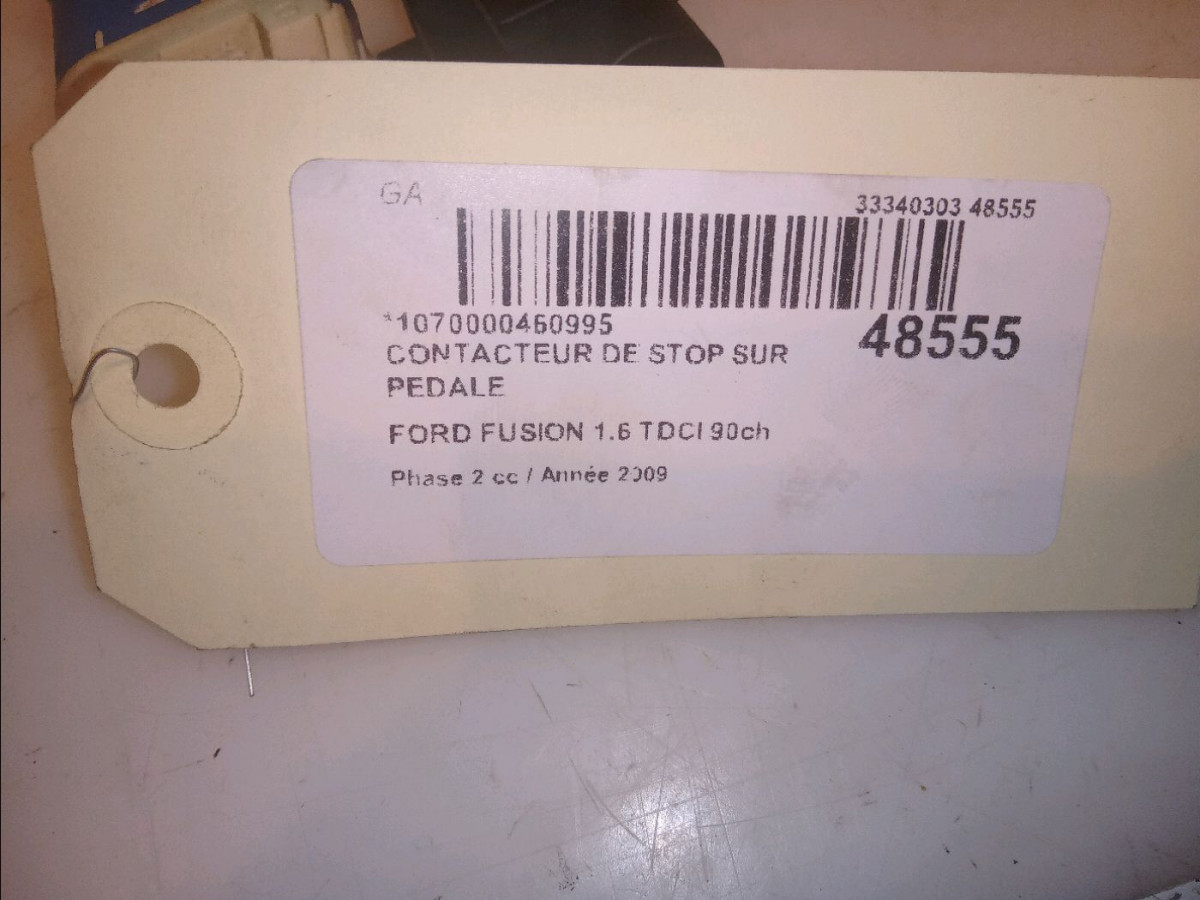 GA
33340303 48555
*1070000460995
48555
CONTACTEUR DE STOP SUR
PEDALE
FORD FUSION 1.6 TDCI 90ch
Phase 2 cc / Année 2009